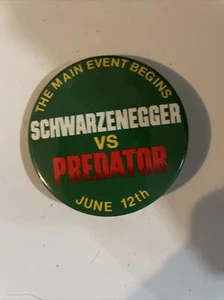 THE MAIN EVENT BEGINS
SCHWARZENEGGER
VS
PREDATOR
JUNE 12th